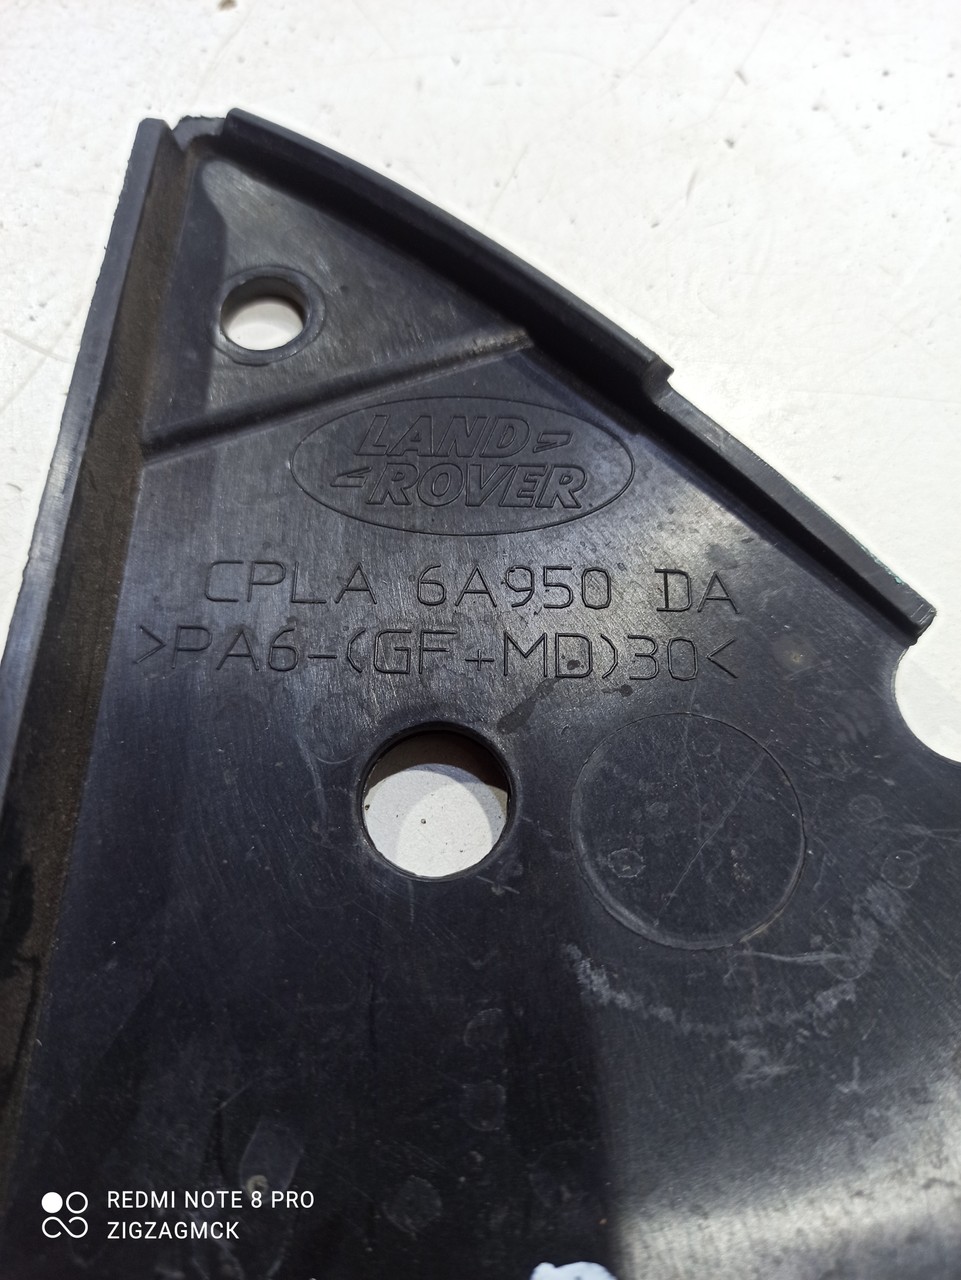 LAND
ROVER
CPLA 6A950 DA
>PA6-(GF+MD)30<
REDMI NOTE 8 PRO
ZIGZAGMCK